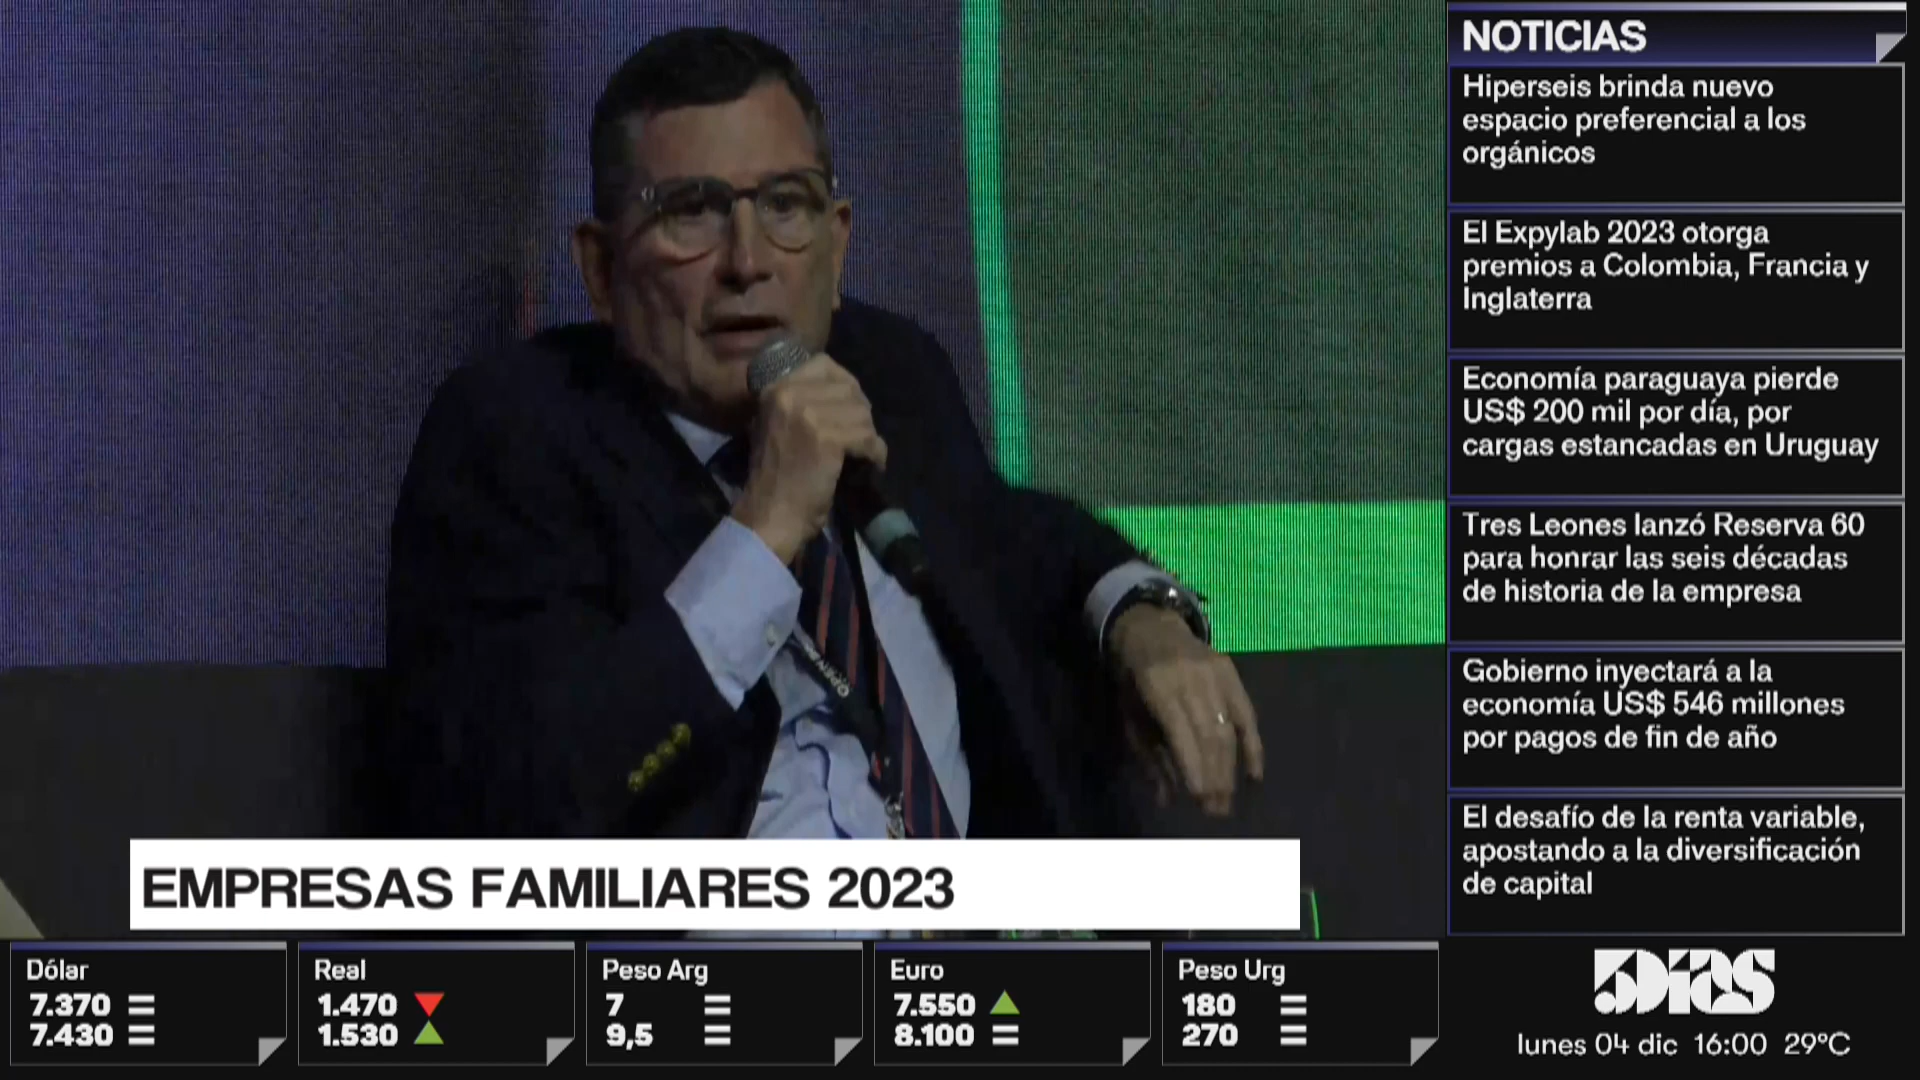 NOTICIAS
Hiperseis brinda nuevo
espacio preferencial a los
orgánicos
El Expylab 2023 otorga
premios a Colombia, Francia y
Inglaterra
Economía paraguaya pierde
US$ 200 mil por día, por
cargas estancadas en Uruguay
Tres Leones lanzó Reserva 60
para honrar las seis décadas
de historia de la empresa
Gobierno inyectará a la
economía US$ 546 millones
por pagos de fin de año
El desafío de la renta variable,
apostando a la diversificación
de capital
OPEN
EMPRESAS FAMILIARES 2023
Dólar
7.370
7.430
Real
1.470
1.530
Peso Arg
7
9,5
Euro
7.550
8.100
Peso Urg
180
270
5Días
lunes 04 dic 16:00 29°C